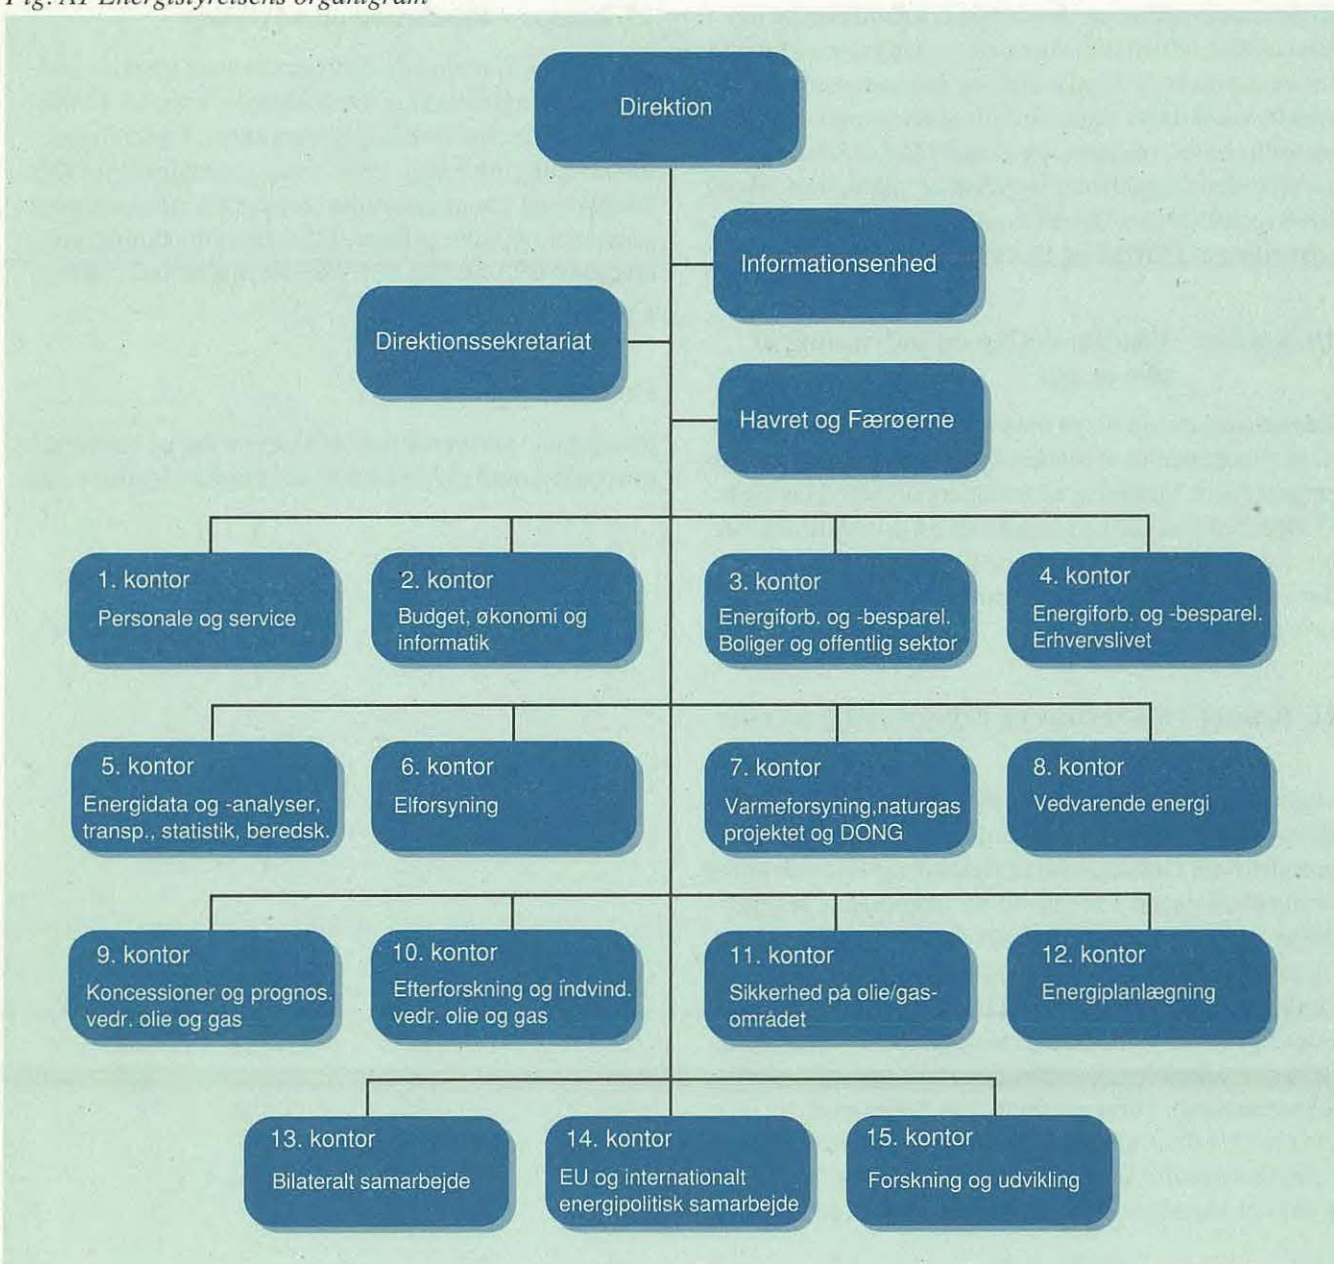 Fig. A1 Energistyrelsens organigram
Direktion
Informationsenhed
Direktionssekretariat
Havret og Færøerne
1. kontor
Personale og service
2. kontor
Budget, økonomi og
informatik
3. kontor
Energiforb. og -besparel.
Boliger og offentlig sektor
4. kontor
Energiforb. og -besparel.
Erhvervslivet
5. kontor
Energidata og -analyser,
transp., statistik, beredsk.
6. kontor
Elforsyning
7. kontor
Varmeforsyning,naturgas
projektet og DONG
8. kontor
Vedvarende energi
9. kontor
Koncessioner og prognos.
vedr. olie og gas
10. kontor
Efterforskning og indvind.
vedr. olie og gas
11. kontor
Sikkerhed på olie/gas-
området
12. kontor
Energiplanlægning
13. kontor
Bilateralt samarbejde
14. kontor
EU og internationalt
energipolitisk samarbejde
15. kontor
Forskning og udvikling